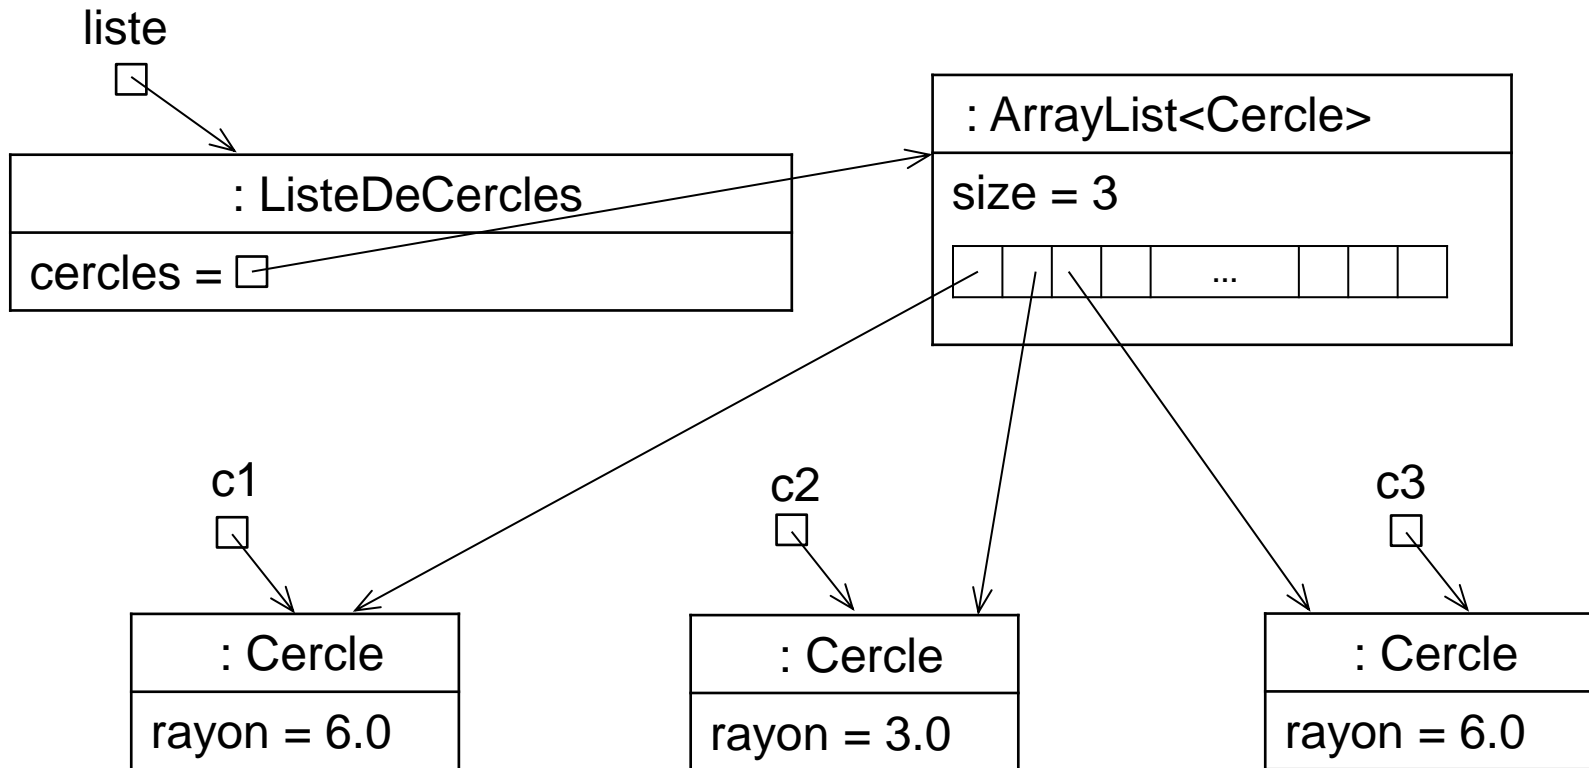 liste
: ListeDeCercles
cercles =
: ArrayList<Cercle>
size = 3
...
c1
: Cercle
rayon = 6.0
c2
: Cercle
rayon = 3.0
c3
: Cercle
rayon = 6.0